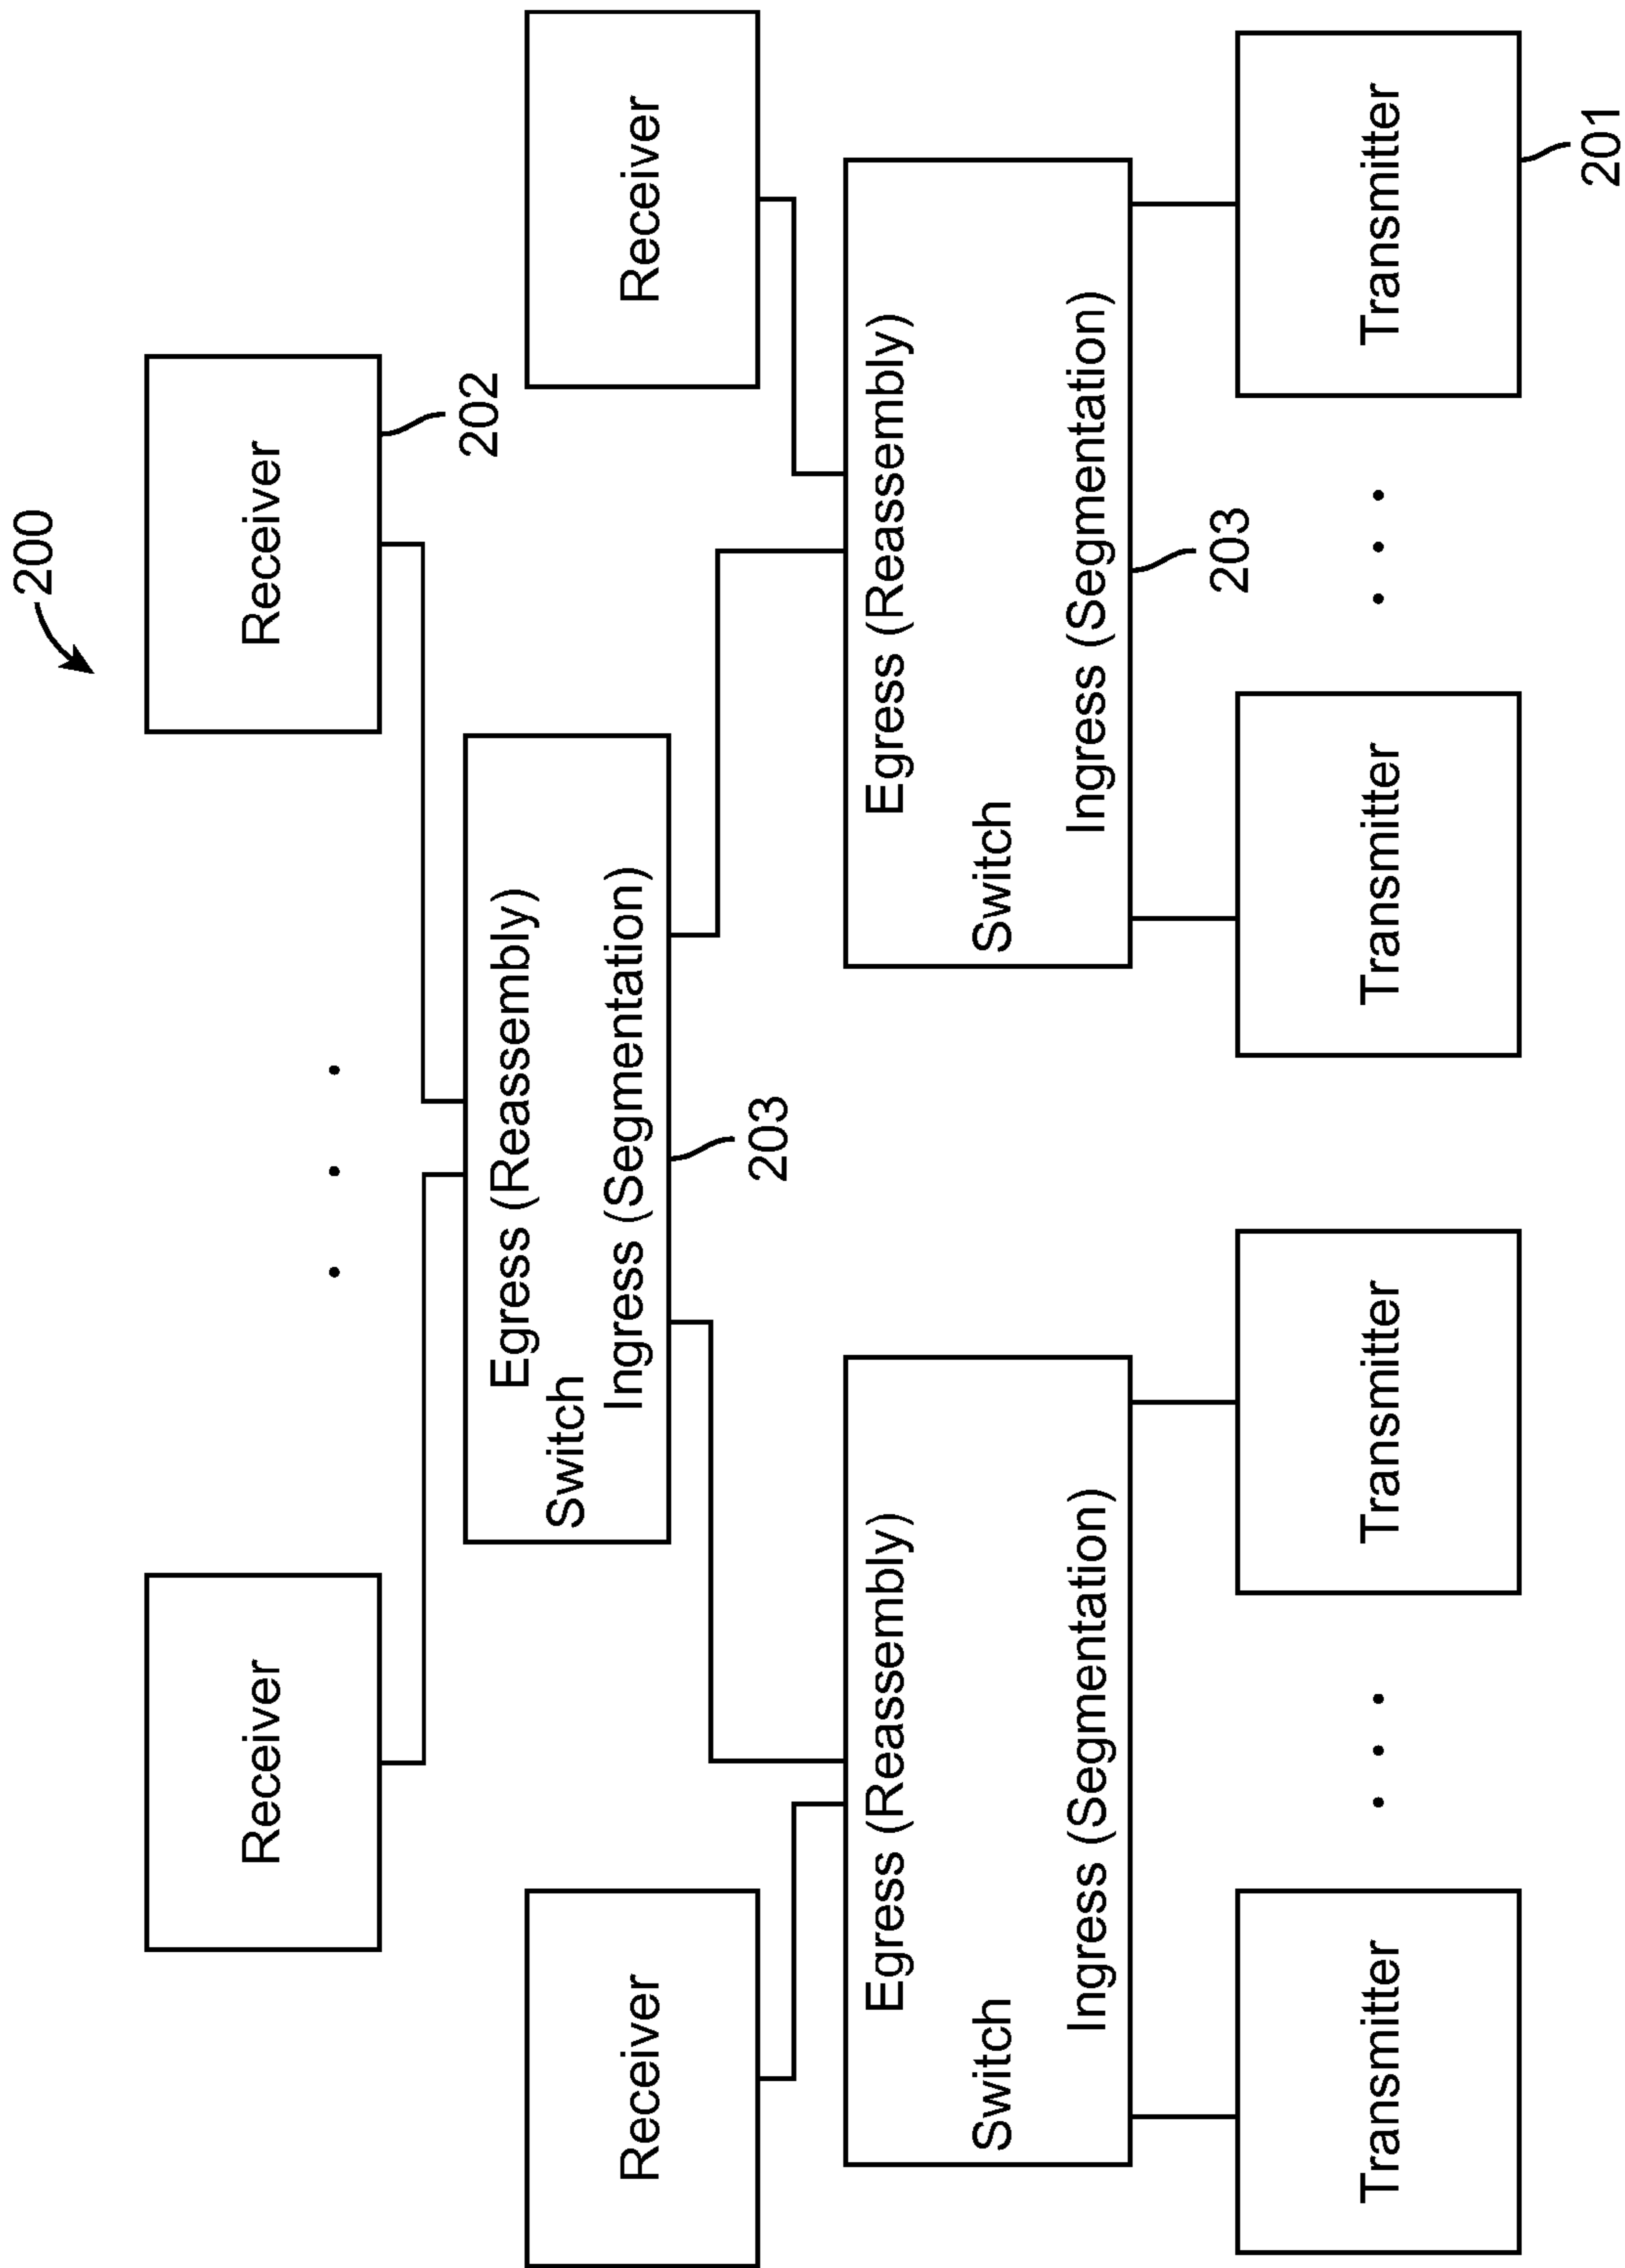 200
Receiver
Receiver
202
Egress (Reassembly)
Switch
Ingress (Segmentation)
203
Receiver
Receiver
Egress (Reassembly)
Switch
Ingress (Segmentation)
Egress (Reassembly)
Switch
Ingress (Segmentation)
203
Transmitter
Transmitter
Transmitter
Transmitter
201